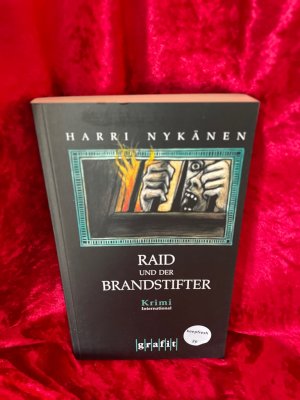 HARRI NYKÄNEN
RAID
UND DER
BRANDSTIFTER
Krimi
International
grafit